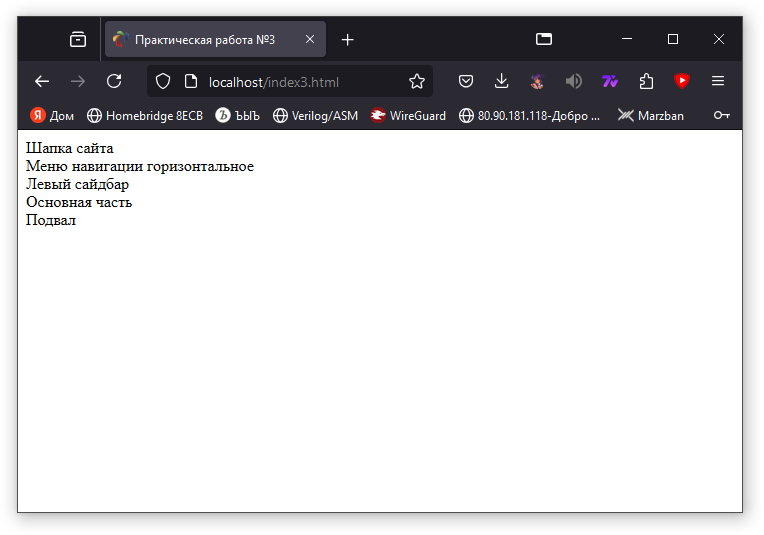 Практическая работа №3
localhost/index3.html
Я Дом Homebridge 8ECB Ъ ЪЫЪ Verilog/ASM WireGuard 80.90.181.118-Добро ... Marzban
Шапка сайта
Меню навигации горизонтальное
Левый сайдбар
Основная часть
Подвал